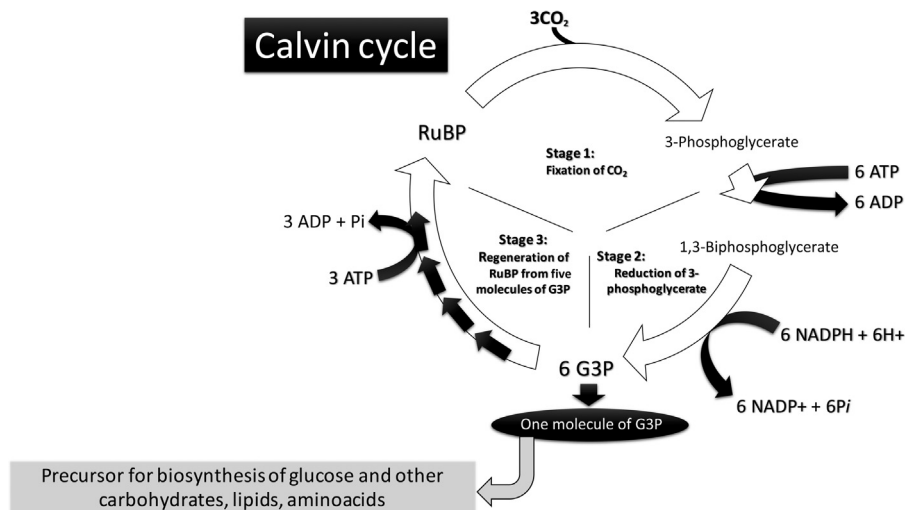 Calvin cycle
3CO₂
RuBP
3-Phosphoglycerate
Stage 1:
Fixation of CO₂
6 ATP
6 ADP
3 ADP + Pi
3 ATP
Stage 3:
Regeneration of
RuBP from five
molecules of G3P
Stage 2:
Reduction of 3-
phosphoglycerate
1,3-Biphosphoglycerate
6 NADPH + 6H+
6 NADP+ + 6Pi
6 G3P
One molecule of G3P
Precursor for biosynthesis of glucose and other
carbohydrates, lipids, aminoacids